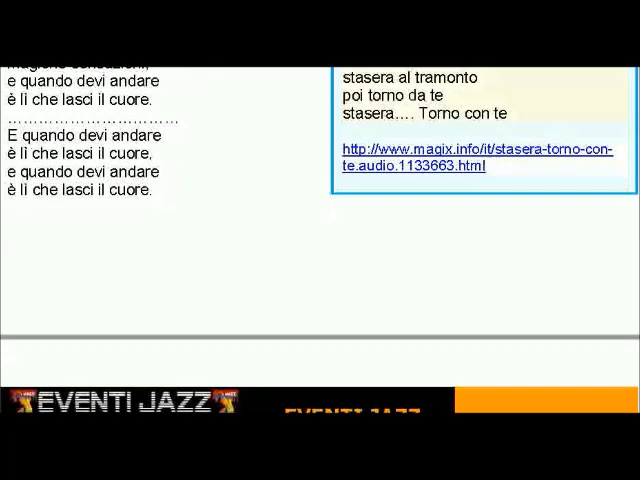 e quando devi andare
è lì che lasci il cuore.
………………………………
E quando devi andare
è lì che lasci il cuore,
e quando devi andare
è lì che lasci il cuore.
stasera al tramonto
poi torno da te
stasera…. Torno con te
http://www.magix.info/it/stasera-torno-con-
te.audio.1133663.html
EVENTI JAZZ
EVENTI JAZZ